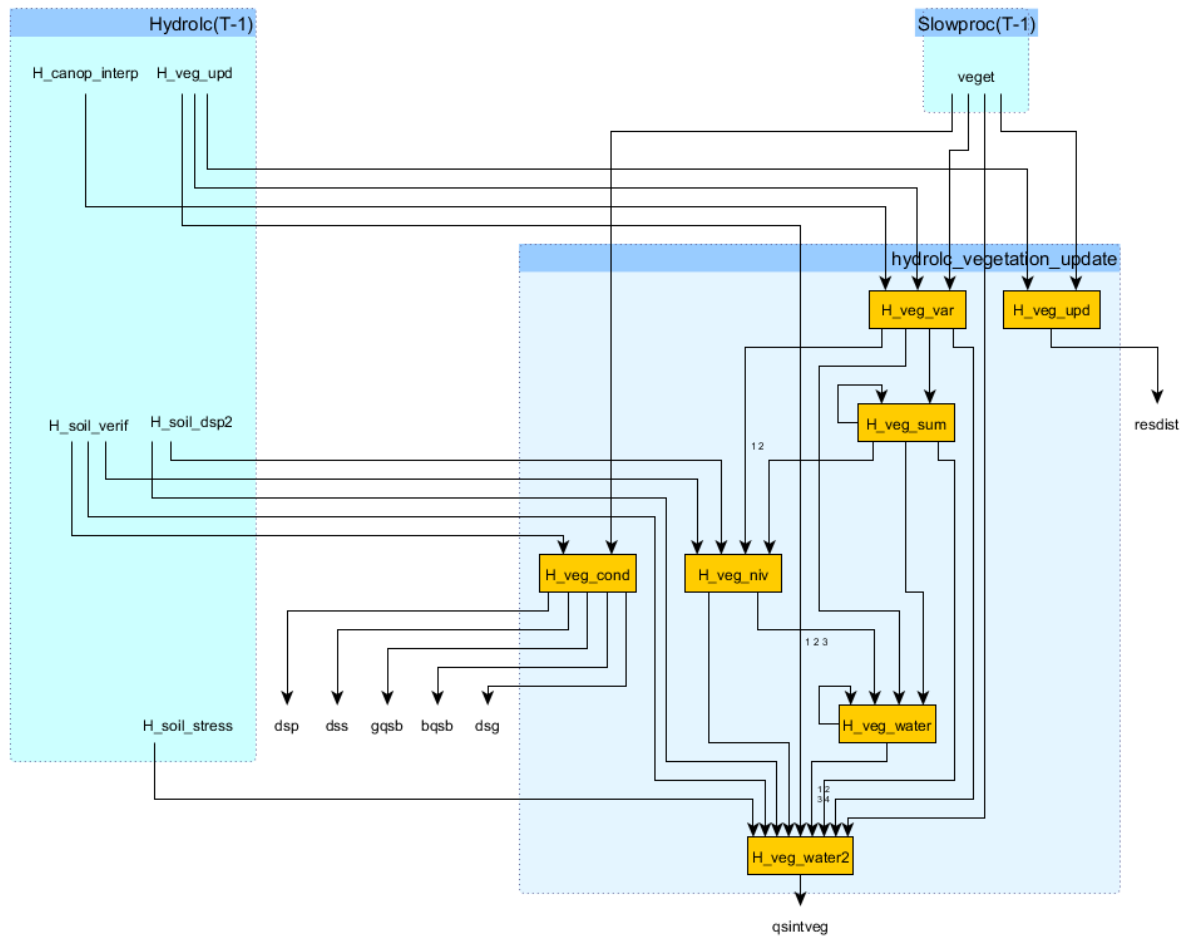 Hydrolc(T-1)
Slowproc(T-1)
H_canop_interp
H_veg_upd
veget
hydrolc_vegetation_update
H_veg_var
H_veg_upd
H_soil_verif
H_soil_dsp2
H_veg_sum
resdist
1 2
H_veg_cond
H_veg_niv
1 2 3
H_soil_stress
dsp
dss
gqsb
bqsb
dsg
H_veg_water
1 2
3 4
H_veg_water2
qsintveg